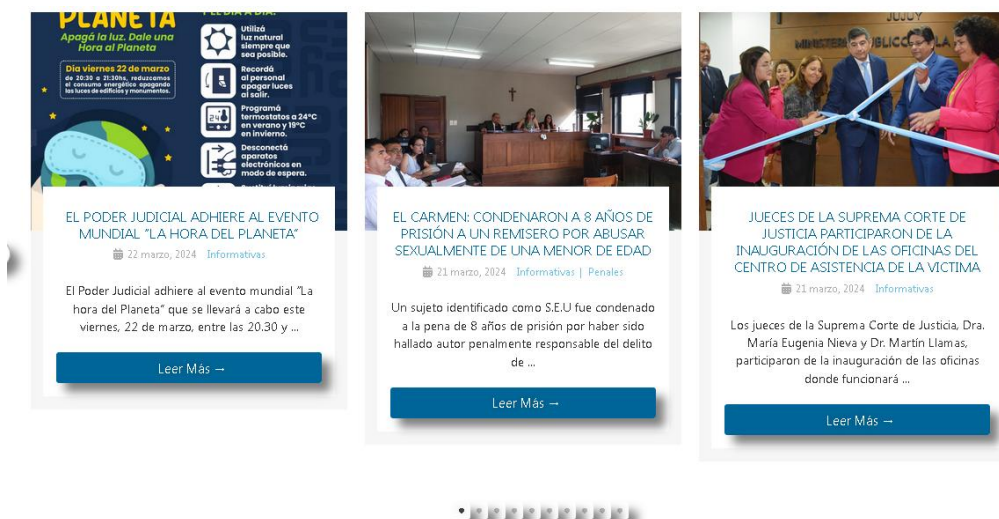 PLANETA
Apagá la luz. Dale una
Hora al Planeta
Día viernes 22 de marzo
de 20:30 a 21:30hs, reduzcamos
el consumo energético apagando
las luces de edificios y monumentos.
Utilizá
luz natural
siempre que
sea posible.
Recordá
al personal
apagar luces
al salir.
Programá
termostatos a 24°C
en verano y 19°C
en invierno.
Desconectá
aparatos
electrónicos en
modo de espera.
EL PODER JUDICIAL ADHIERE AL EVENTO
MUNDIAL “LA HORA DEL PLANETA”
22 marzo, 2024 Informativas
El Poder Judicial adhiere al evento mundial “La
hora del Planeta” que se llevará a cabo este
viernes, 22 de marzo, entre las 20.30 y ...
Leer Más →
EL CARMEN: CONDENARON A 8 AÑOS DE
PRISIÓN A UN REMISERO POR ABUSAR
SEXUALMENTE DE UNA MENOR DE EDAD
21 marzo, 2024 Informativas | Penales
Un sujeto identificado como S.E.U fue condenado
a la pena de 8 años de prisión por haber sido
hallado autor penalmente responsable del delito
de ...
Leer Más →
JUJUY
JUECES DE LA SUPREMA CORTE DE
JUSTICIA PARTICIPARON DE LA
INAUGURACIÓN DE LAS OFICINAS DEL
CENTRO DE ASISTENCIA DE LA VICTIMA
21 marzo, 2024 Informativas
Los jueces de la Suprema Corte de Justicia, Dra.
María Eugenia Nieva y Dr. Martín Llamas,
participaron de la inauguración de las oficinas
donde funcionará ...
Leer Más →